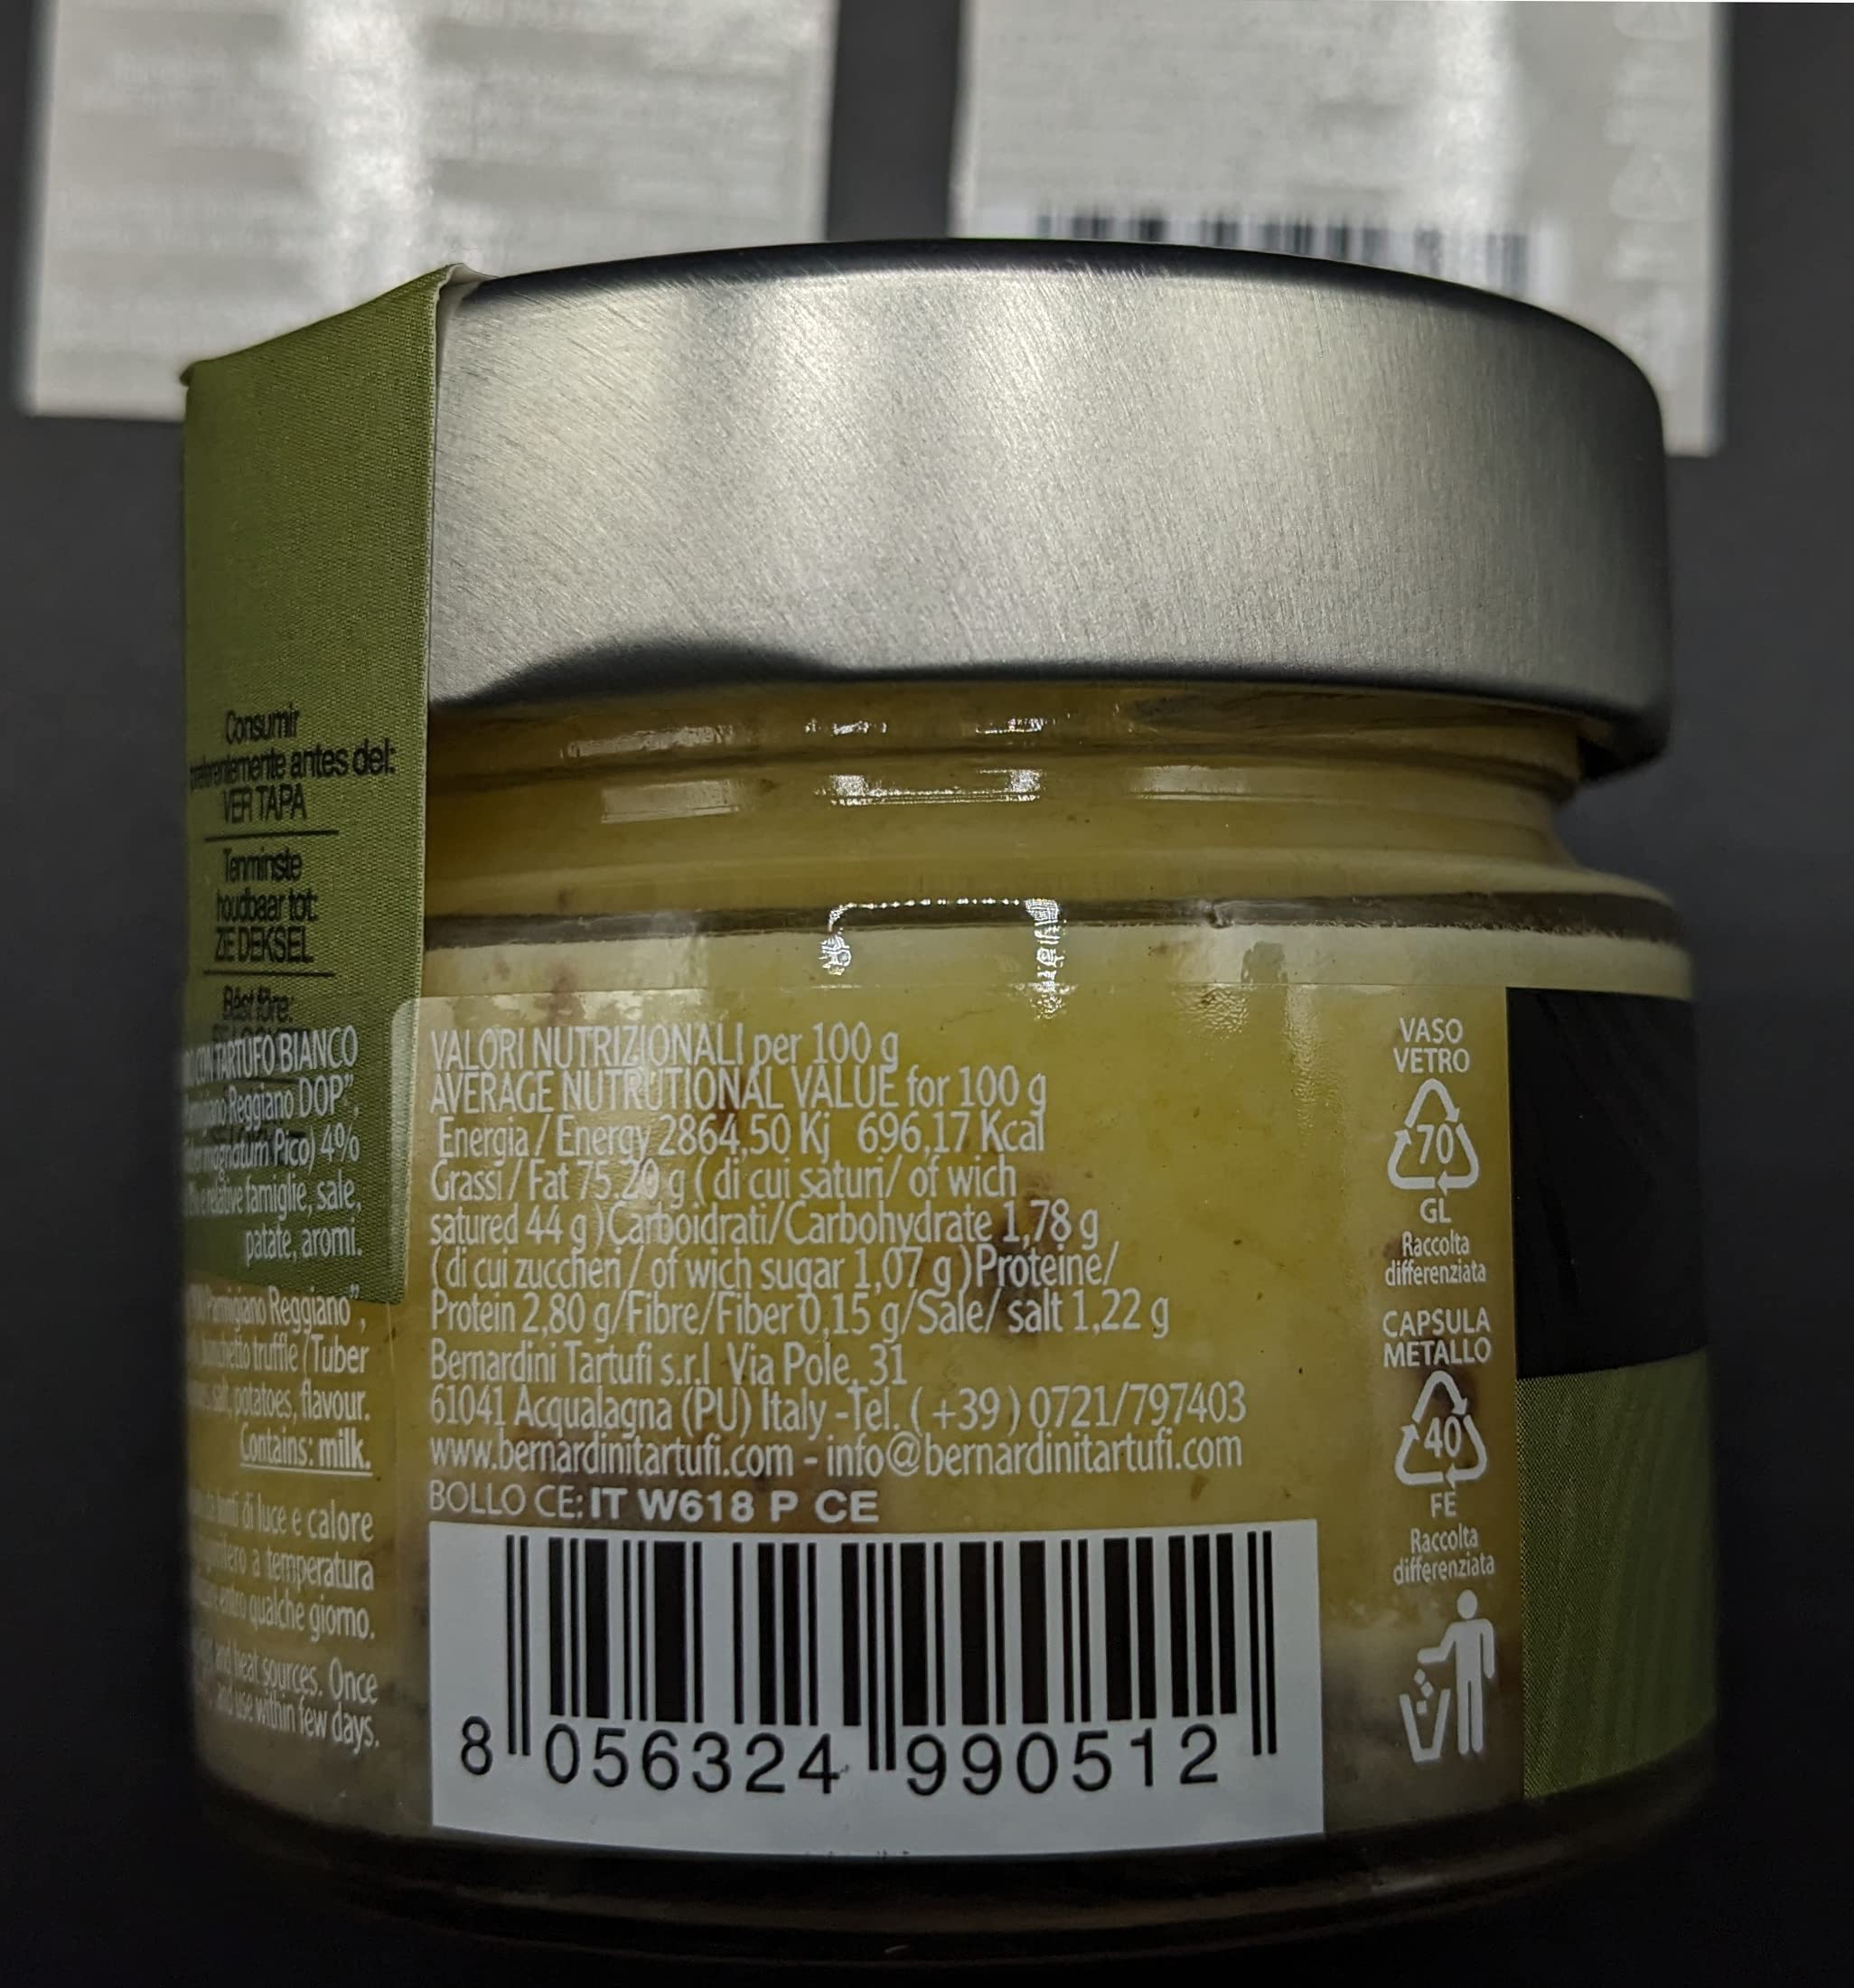 Consumir
antes del:
VER TAPA
Tenminste
houdbaar tot:
ZIE DEKSEL
Bäst före:
CON TARTUFO BIANCO
Reggiano DOP",
magnatum Pico) 4%
relative famiglie, sale,
patate, aromi.
Parmigiano Reggiano",
truffle (Tuber
salt, potatoes, flavour.
Contains: milk.
di luce e calore
a temperatura
entro qualche giorno.
and heat sources. Once
and use within few days.
VALORI NUTRIZIONALI per 100 g
AVERAGE NUTRUTIONAL VALUE for 100 g
Energia / Energy 2864,50 Kj 696,17 Kcal
Grassi / Fat 75.20 g ( di cui saturi/ of wich
satured 44 g )Carboidrati/Carbohydrate 1,78 g
( di cui zuccheri / of wich sugar 1,07 g )Proteine/
Protein 2,80 g/Fibre/Fiber 0,15 g/Sale/ salt 1,22 g
Bernardini Tartufi s.r.l Via Pole, 31
61041 Acqualagna (PU) Italy -Tel. ( +39 ) 0721/797403
www.bernardinitartufi.com - info@bernardinitartufi.com
BOLLO CE: IT W618 P CE
8 056324 990512
VASO
VETRO
70
GL
Raccolta
differenziata
CAPSULA
METALLO
40
FE
Raccolta
differenziata